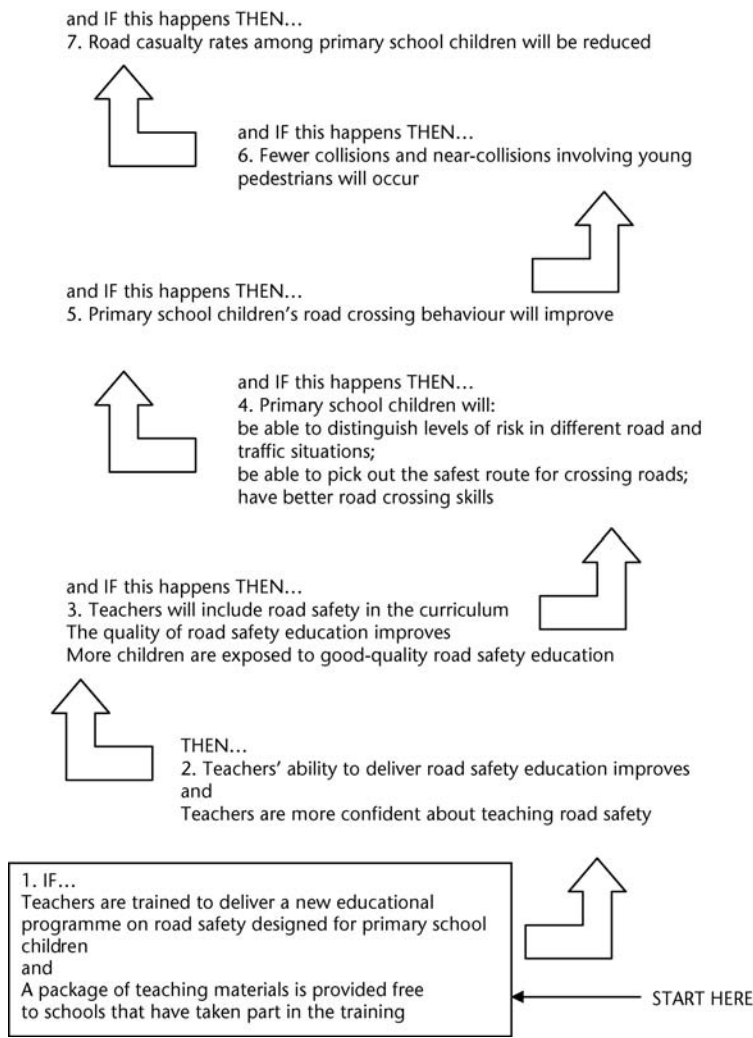 and IF this happens THEN...
7. Road casualty rates among primary school children will be reduced
and IF this happens THEN...
6. Fewer collisions and near-collisions involving young
pedestrians will occur
and IF this happens THEN...
5. Primary school children's road crossing behaviour will improve
and IF this happens THEN...
4. Primary school children will:
be able to distinguish levels of risk in different road and
traffic situations;
be able to pick out the safest route for crossing roads;
have better road crossing skills
and IF this happens THEN...
3. Teachers will include road safety in the curriculum
The quality of road safety education improves
More children are exposed to good-quality road safety education
THEN...
2. Teachers' ability to deliver road safety education improves
and
Teachers are more confident about teaching road safety
1. IF...
Teachers are trained to deliver a new educational
programme on road safety designed for primary school
children
and
A package of teaching materials is provided free
to schools that have taken part in the training
START HERE